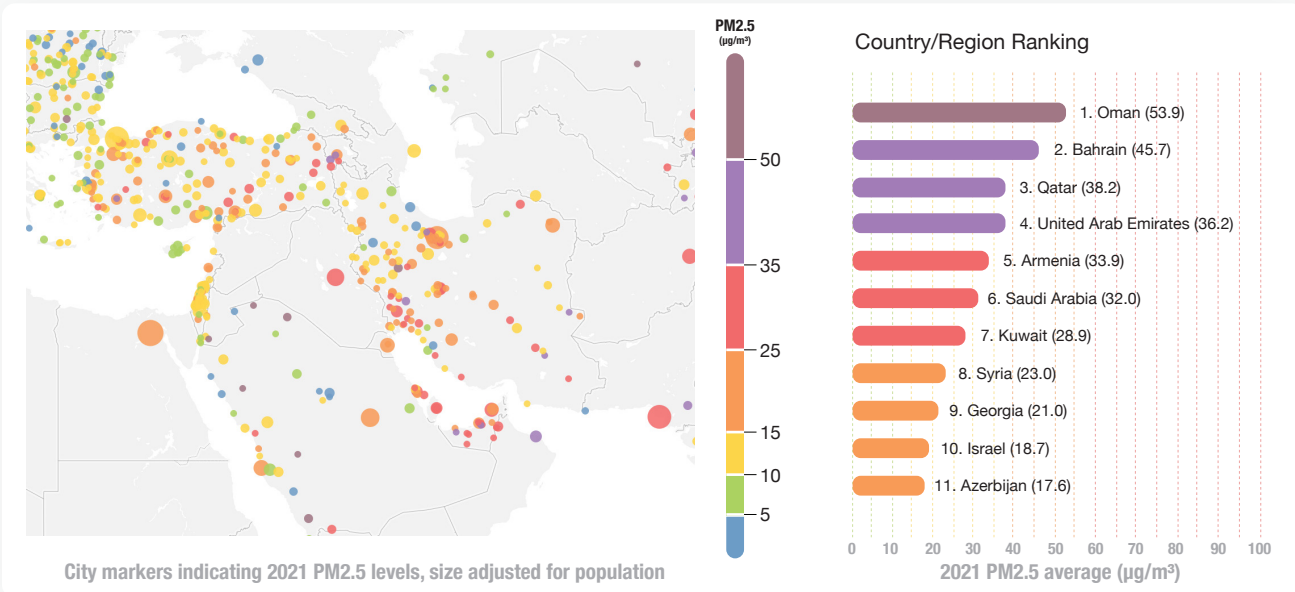 PM2.5
(µg/m³)
50
35
25
15
10
5
City markers indicating 2021 PM2.5 levels, size adjusted for population
Country/Region Ranking
1. Oman (53.9)
2. Bahrain (45.7)
3. Qatar (38.2)
4. United Arab Emirates (36.2)
5. Armenia (33.9)
6. Saudi Arabia (32.0)
7. Kuwait (28.9)
8. Syria (23.0)
9. Georgia (21.0)
10. Israel (18.7)
11. Azerbijan (17.6)
0 10 20 30 40 50 60 70 80 90 100
2021 PM2.5 average (µg/m³)